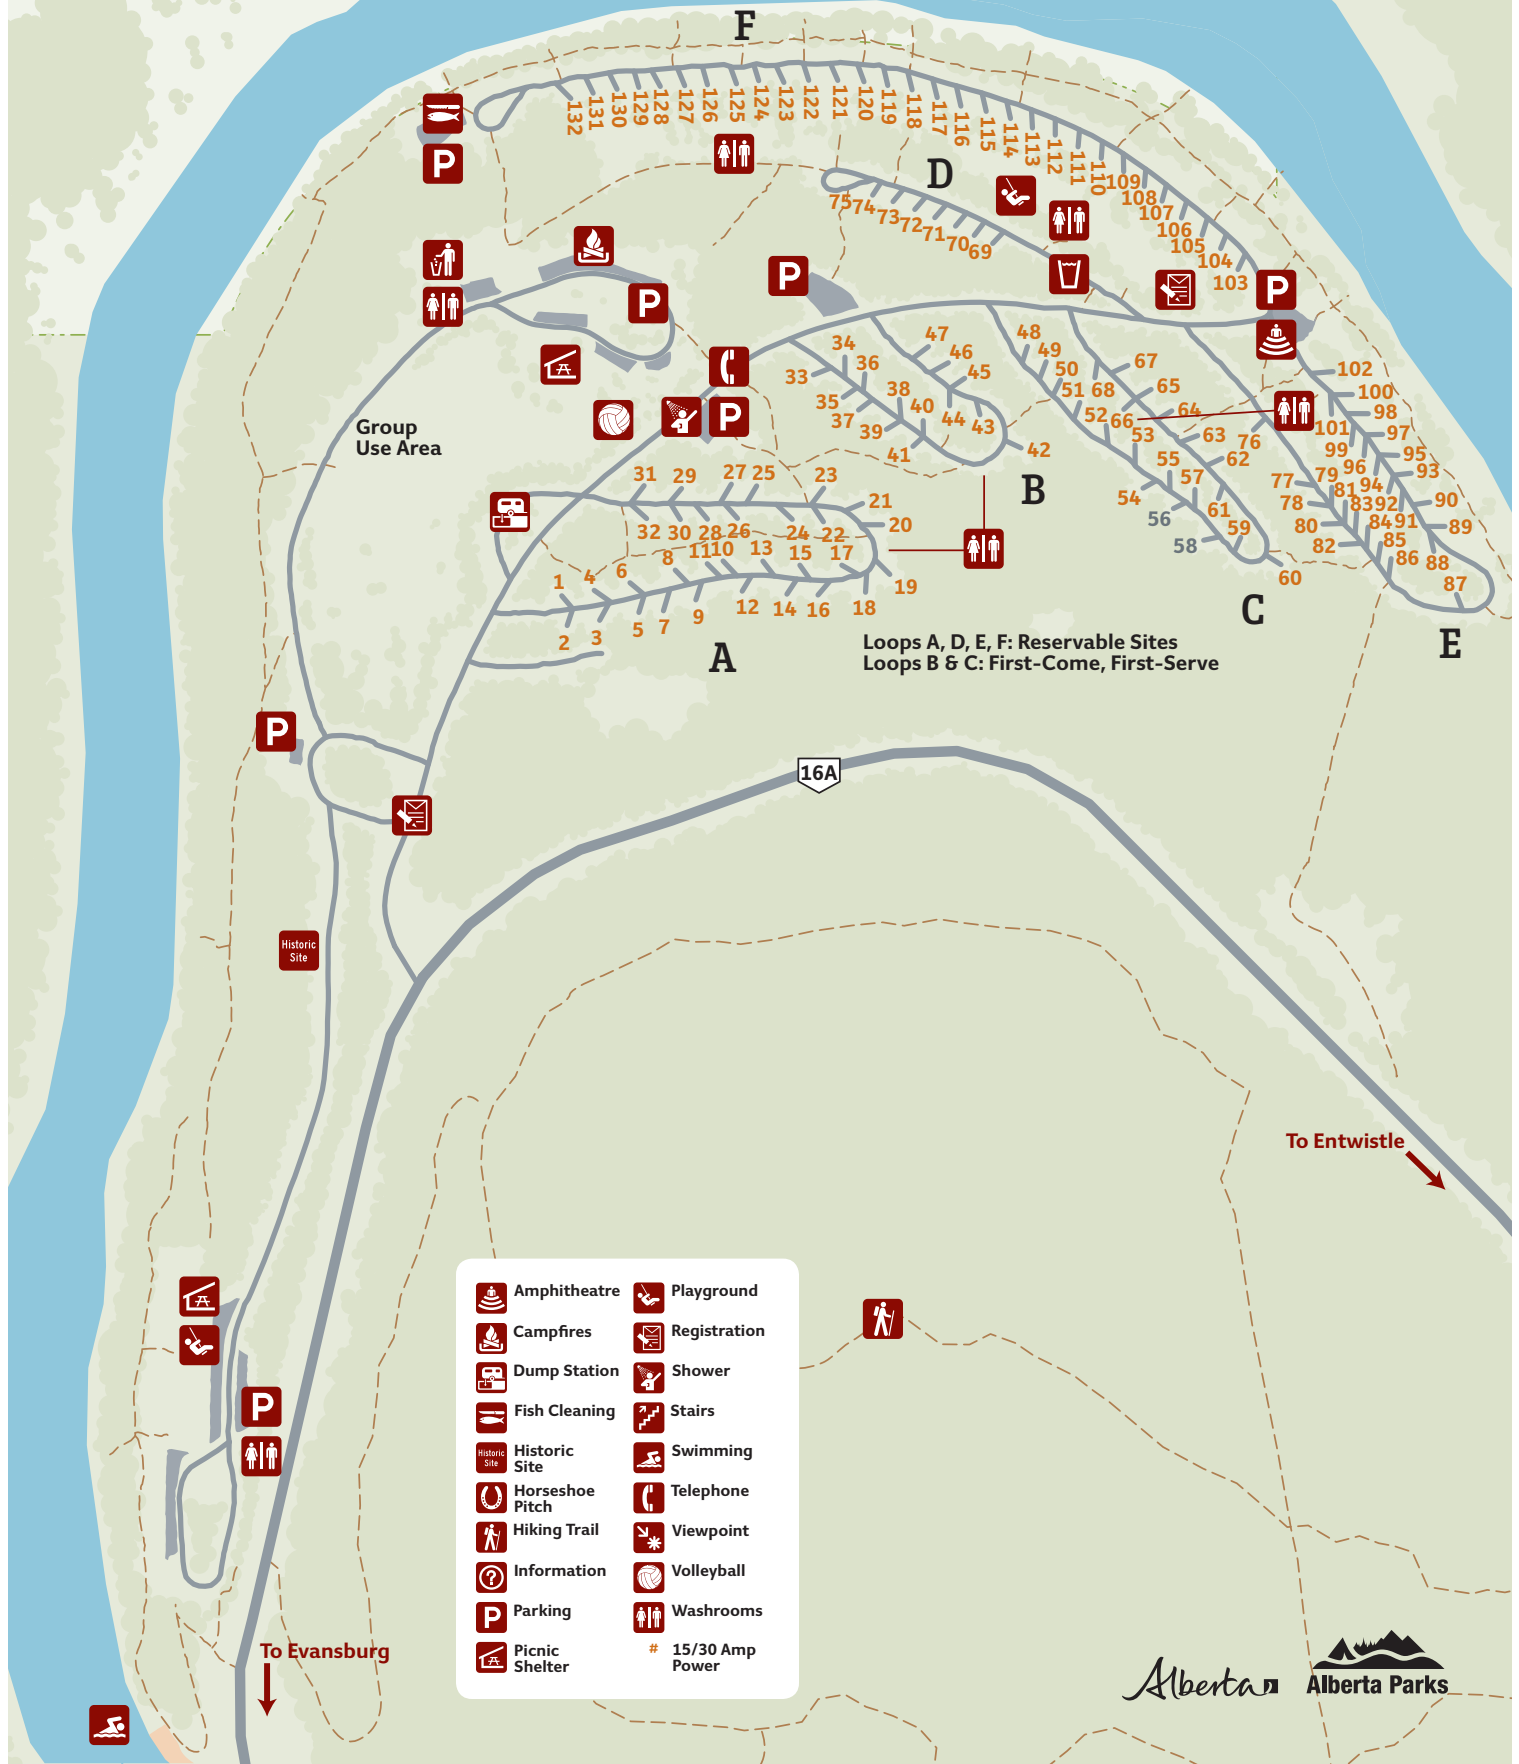 F
132
131
130
129
128
127
126
125
124
123
122
121
120
119
118
117
116
115
114
113
112
111
110
109
108
107
106
105
104
103
P
D
75
74
73
72
71
70
69
P
P
P
P
34
33
36
35
37
38
39
40
41
47
46
45
44
43
42
B
48
49
50
51
68
52
66
53
67
65
64
63
62
55
57
54
56
58
61
59
60
C
76
77
78
79
80
81
82
83
84
85
86
92
91
94
96
99
101
102
100
98
97
95
93
90
89
88
87
E
Group
Use Area
31
29
27
25
23
21
20
32
30
28
26
24
22
1
4
6
8
11
10
13
15
17
19
2
3
5
7
9
12
14
16
18
A
Loops A, D, E, F: Reservable Sites
Loops B & C: First-Come, First-Serve
P
16A
Historic
Site
To Entwistle
P
To Evansburg
Amphitheatre
Campfires
Dump Station
Fish Cleaning
Historic
Site
Historic
Site
Horseshoe
Pitch
Hiking Trail
?
Information
P
Parking
Picnic
Shelter
Playground
Registration
Shower
Stairs
Swimming
Telephone
Viewpoint
Volleyball
Washrooms
#
15/30 Amp
Power
Alberta
Alberta Parks